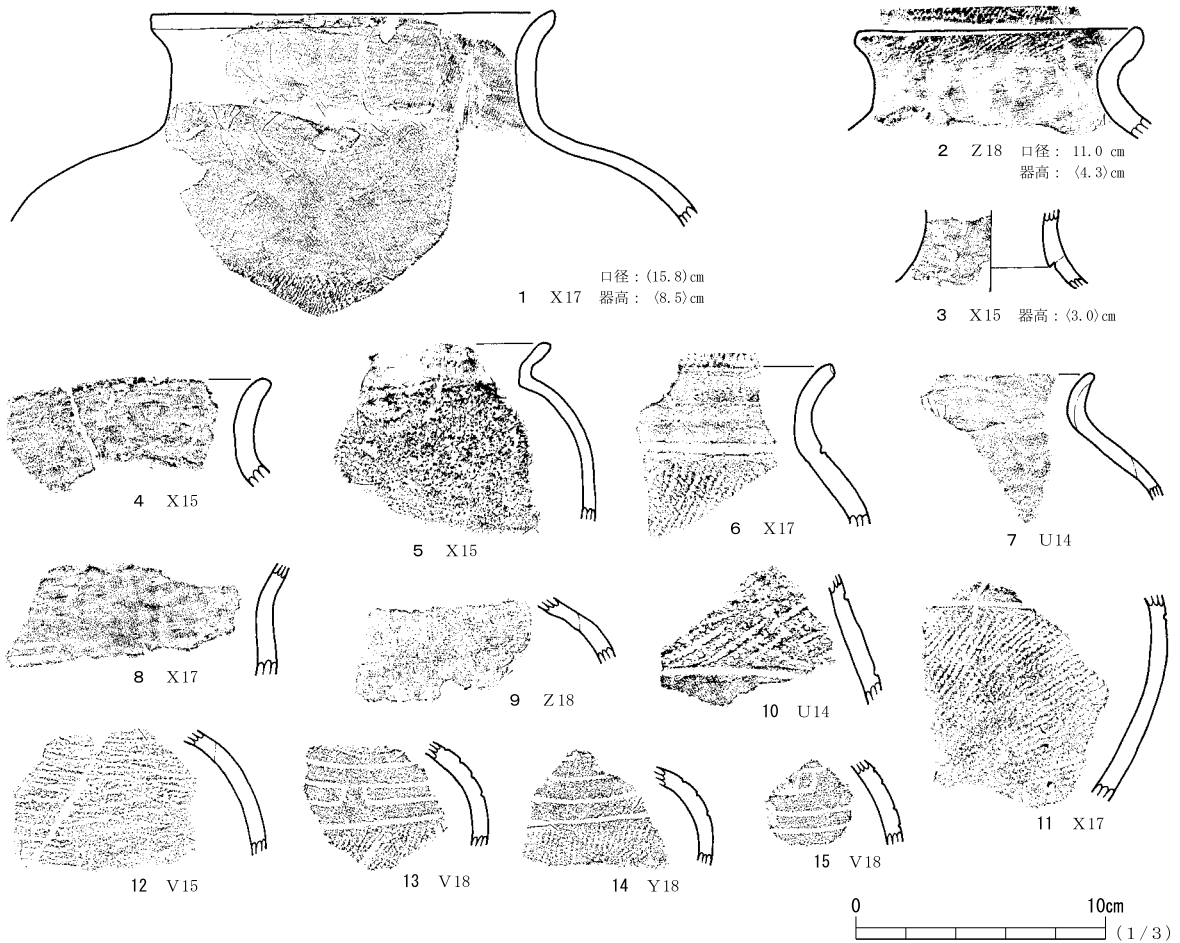 口径：(15.8)cm
1 X17 器高：〈8.5〉cm
2 Z18 口径：11.0 cm
器高：〈4.3〉cm
3 X15 器高：〈3.0〉cm
4 X15
5 X15
6 X17
7 U14
8 X17
9 Z18
10 U14
11 X17
12 V15
13 V18
14 Y18
15 V18
0 10cm
(1/3)